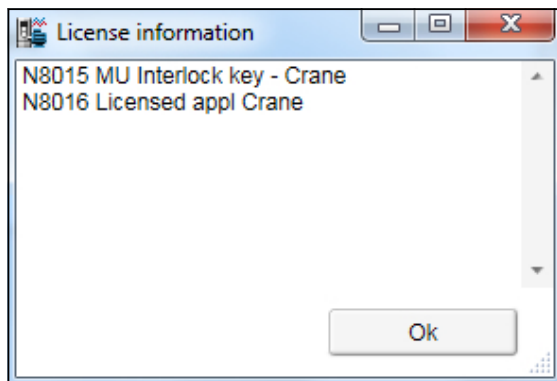 License information
N8015 MU Interlock key - Crane
N8016 Licensed appl Crane
Ok